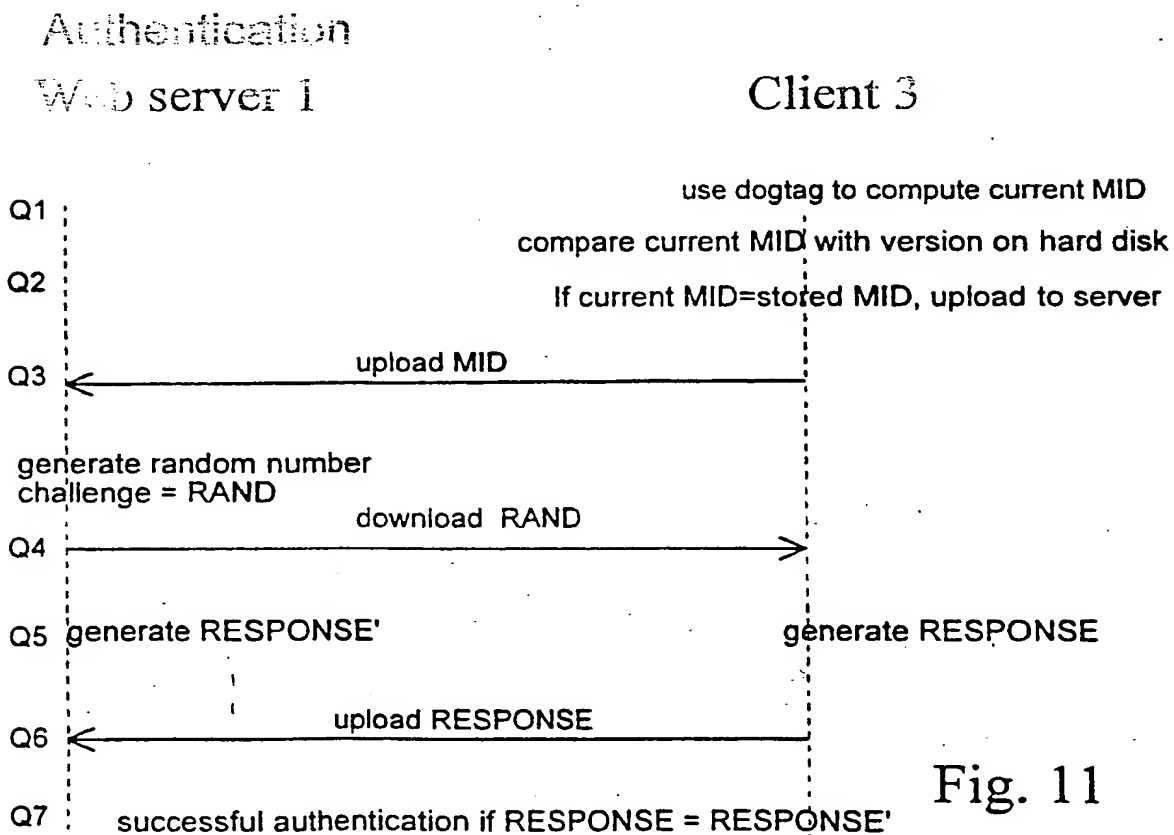 Authentication
Web server 1
Client 3
Q1
use dogtag to compute current MID
compare current MID with version on hard disk
Q2
If current MID=stored MID, upload to server
Q3
upload MID
generate random number
challenge = RAND
download RAND
Q4
Q5
generate RESPONSE'
generate RESPONSE
upload RESPONSE
Q6
Fig. 11
Q7
successful authentication if RESPONSE = RESPONSE'